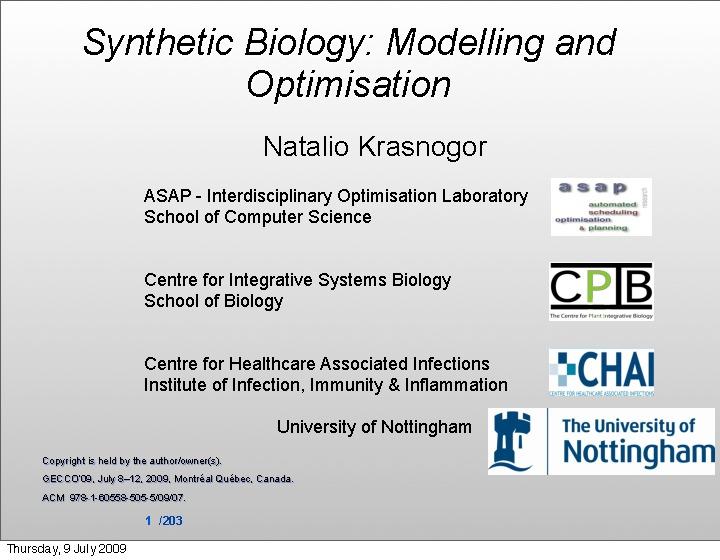 Synthetic Biology: Modelling and
Optimisation
Natalio Krasnogor
ASAP - Interdisciplinary Optimisation Laboratory
School of Computer Science
asap
research
automated
scheduling
optimisation
& planning
Centre for Integrative Systems Biology
School of Biology
CPIB
The Centre for Plant Integrative Biology
Centre for Healthcare Associated Infections
Institute of Infection, Immunity & Inflammation
CHAI
CENTRE FOR HEALTHCARE ASSOCIATED INFECTIONS
University of Nottingham
The University of
Nottingham
Copyright is held by the author/owner(s).
GECCO'09, July 8–12, 2009, Montréal Québec, Canada.
ACM 978-1-60558-505-5/09/07.
1 /203
Thursday, 9 July 2009